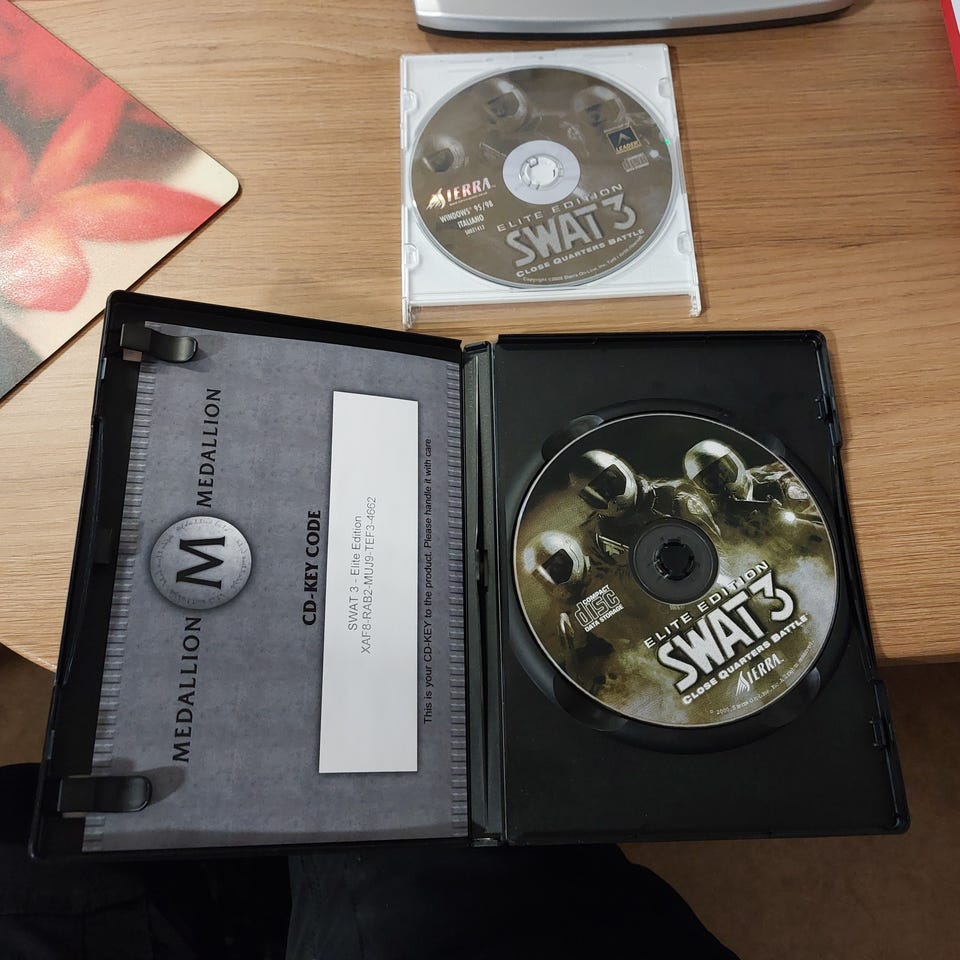 SIERRA
WINDOWS® 95/98
ITALIANO
LEADER
ELITE EDITION
SWAT 3
CLOSE QUARTERS BATTLE
MEDALLION M MEDALLION
CD-KEY CODE
SWAT 3 - Elite Edition
XAF8-RAB2-MUJ9-TEF3-4662
This is your CD-KEY to the product. Please handle it with care
COMPACT
disc
DATA STORAGE
ELITE EDITION
SWAT 3
CLOSE QUARTERS BATTLE
SIERRA